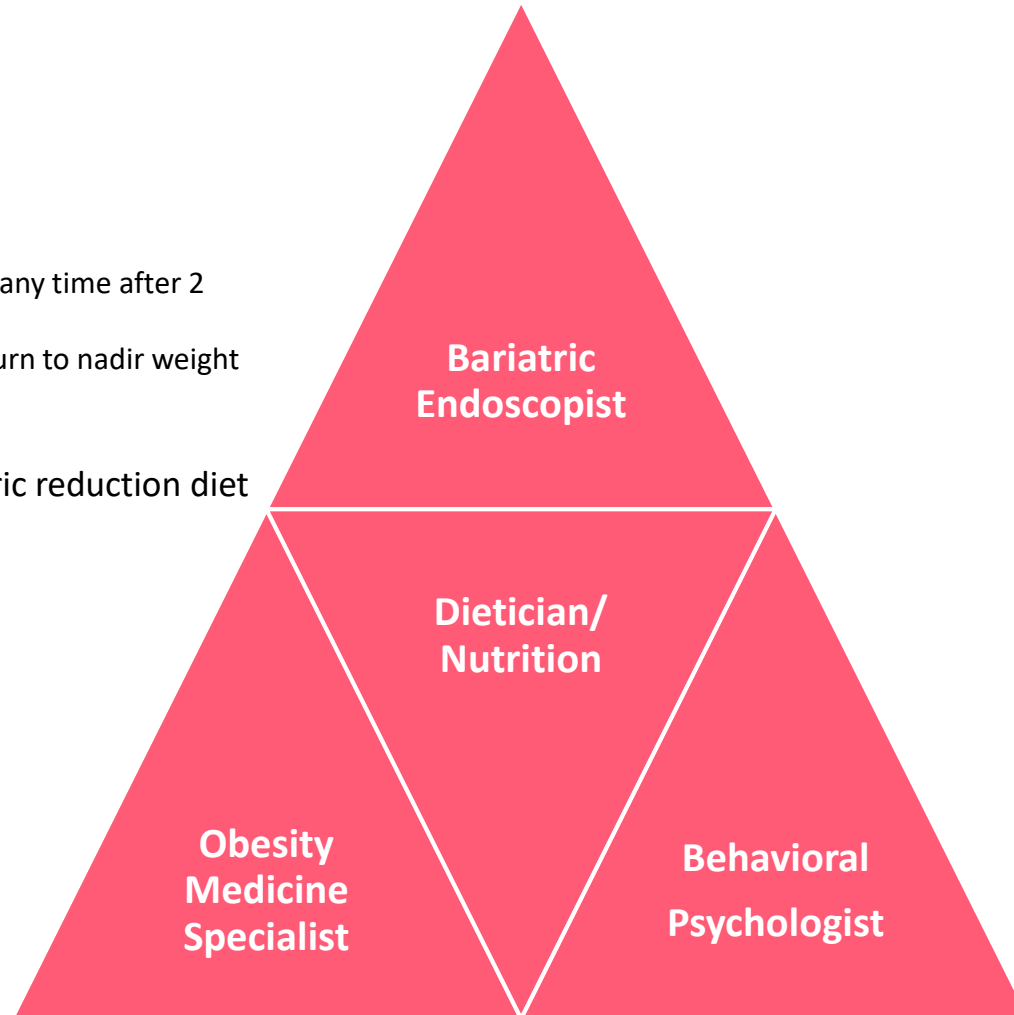 any time after 2
urn to nadir weight
ric reduction diet
Bariatric
Endoscopist
Dietician/
Nutrition
Obesity
Medicine
Specialist
Behavioral
Psychologist